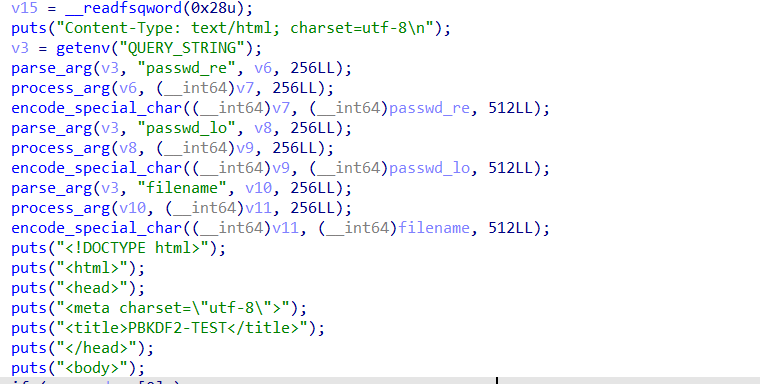 v15 = __readfsqword(0x28u);
puts("Content-Type: text/html; charset=utf-8\n");
v3 = getenv("QUERY_STRING");
parse_arg(v3, "passwd_re", v6, 256LL);
process_arg(v6, (__int64)v7, 256LL);
encode_special_char((__int64)v7, (__int64)passwd_re, 512LL);
parse_arg(v3, "passwd_lo", v8, 256LL);
process_arg(v8, (__int64)v9, 256LL);
encode_special_char((__int64)v9, (__int64)passwd_lo, 512LL);
parse_arg(v3, "filename", v10, 256LL);
process_arg(v10, (__int64)v11, 256LL);
encode_special_char((__int64)v11, (__int64)filename, 512LL);
puts("<!DOCTYPE html>");
puts("<html>");
puts("<head>");
puts("<meta charset=\"utf-8\">");
puts("<title>PBKDF2-TEST</title>");
puts("</head>");
puts("<body>");